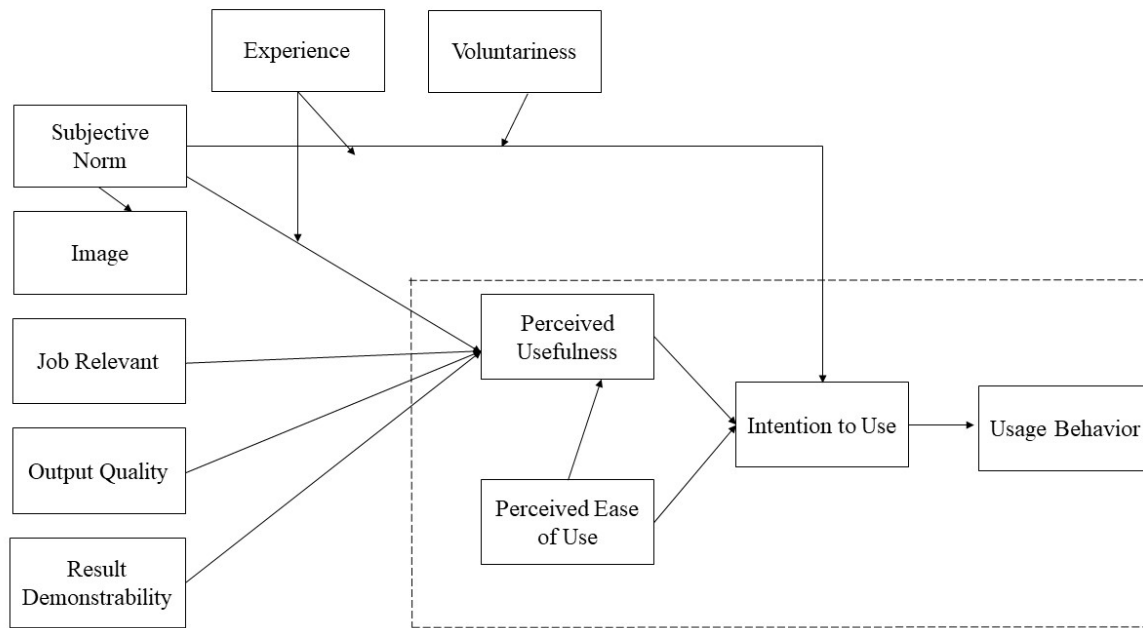 Experience
Voluntariness
Subjective
Norm
Image
Job Relevant
Output Quality
Result
Demonstrability
Perceived
Usefulness
Perceived Ease
of Use
Intention to Use
Usage Behavior